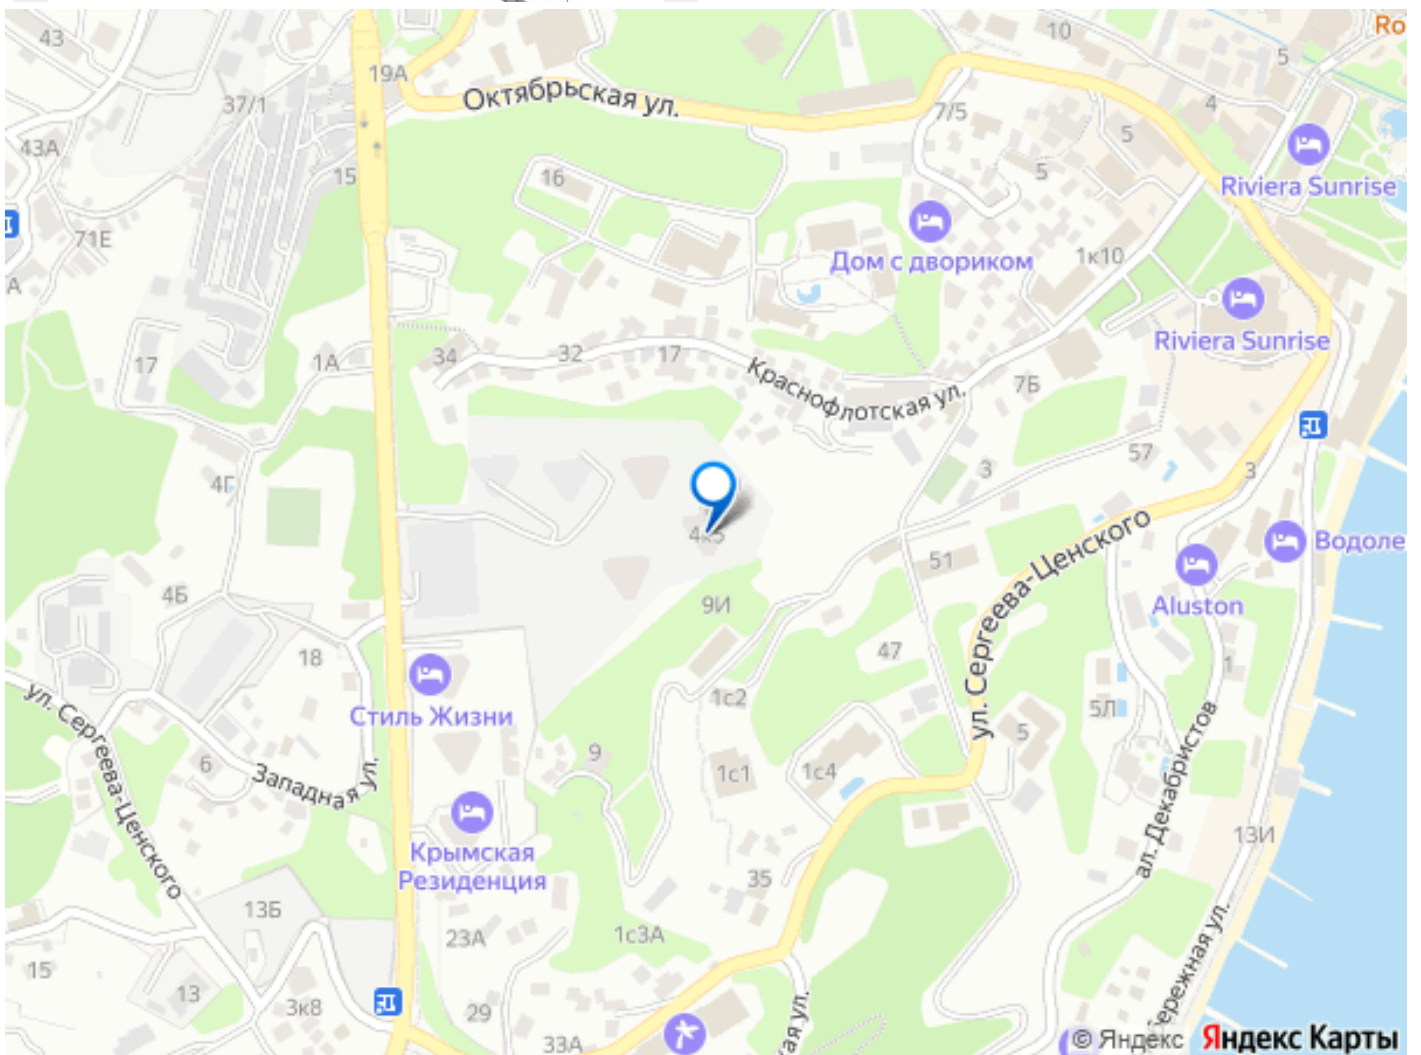 43
10
Ro
5
19А
37/1
Октябрьская ул.
7/5
4
5
43А
15
16
5
Riviera Sunrise
71Е
Дом с двориком
1к10
А
Riviera Sunrise
17
1А
34
32
17
Краснофлотская ул.
7Б
4Г
3
57
3
4к5
ул. Сергеева-Ценского
Водоле
51
Aluston
4Б
9И
18
47
1
ул. Сергеева-Ценского
Стиль Жизни
1с2
5Л
5
6
Западная ул.
9
1с1
1с4
ал. Декабристов
13И
Крымская
Резиденция
35
13Б
23А
1с3А
15
13
3к8
29
33А
кая ул.
бережная ул.
© Яндекс Яндекс Карты